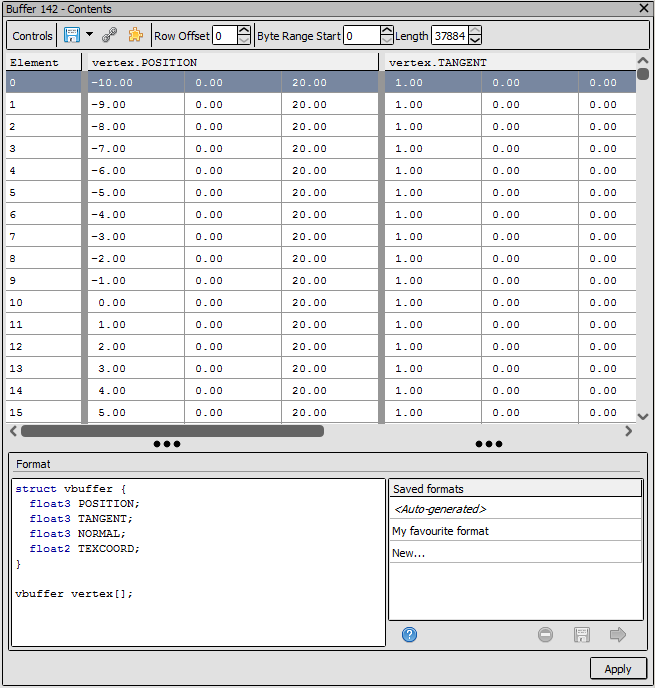 Buffer 142 - Contents
Controls Row Offset 0 Byte Range Start 0 Length 37884
Element vertex.POSITION vertex.TANGENT
0 -10.00 0.00 20.00 1.00 0.00 0.00
1 -9.00 0.00 20.00 1.00 0.00 0.00
2 -8.00 0.00 20.00 1.00 0.00 0.00
3 -7.00 0.00 20.00 1.00 0.00 0.00
4 -6.00 0.00 20.00 1.00 0.00 0.00
5 -5.00 0.00 20.00 1.00 0.00 0.00
6 -4.00 0.00 20.00 1.00 0.00 0.00
7 -3.00 0.00 20.00 1.00 0.00 0.00
8 -2.00 0.00 20.00 1.00 0.00 0.00
9 -1.00 0.00 20.00 1.00 0.00 0.00
10 0.00 0.00 20.00 1.00 0.00 0.00
11 1.00 0.00 20.00 1.00 0.00 0.00
12 2.00 0.00 20.00 1.00 0.00 0.00
13 3.00 0.00 20.00 1.00 0.00 0.00
14 4.00 0.00 20.00 1.00 0.00 0.00
15 5.00 0.00 20.00 1.00 0.00 0.00
Format
struct vbuffer {
float3 POSITION;
float3 TANGENT;
float3 NORMAL;
float2 TEXCOORD;
}
vbuffer vertex[];
Saved formats
<Auto-generated>
My favourite format
New...
Apply